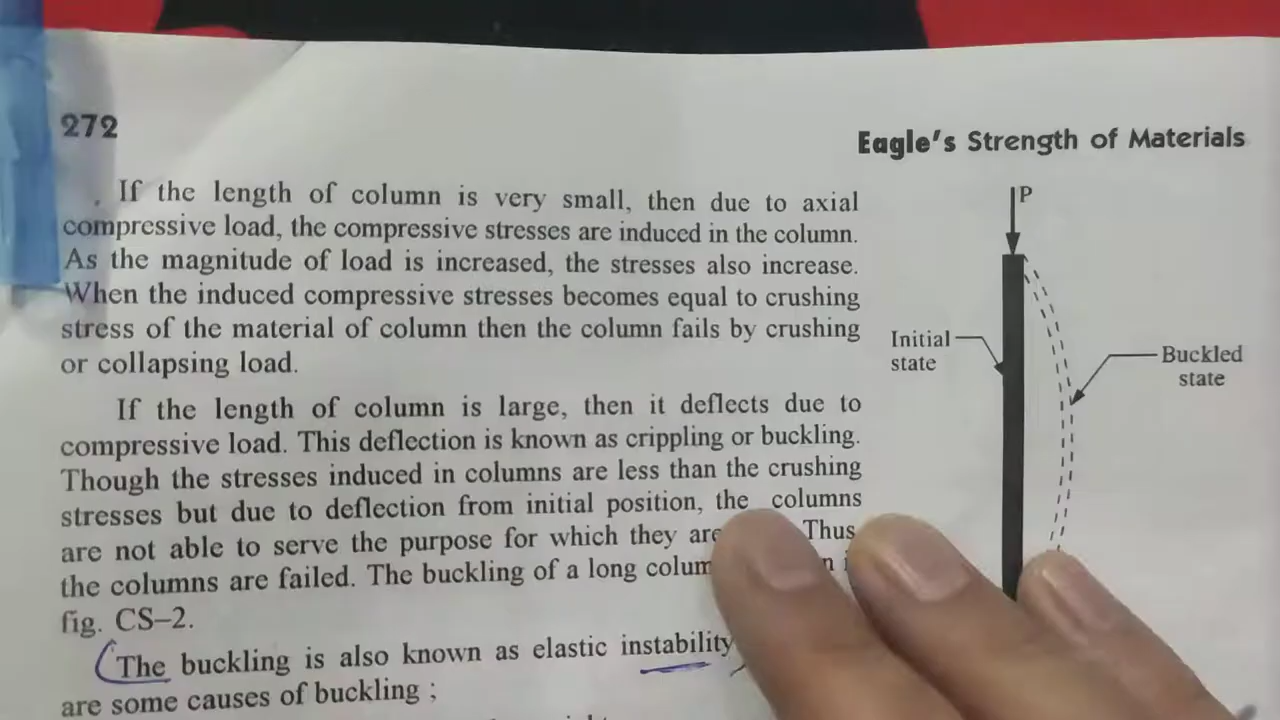 272
Eagle's Strength of Materials
If the length of column is very small, then due to axial
compressive load, the compressive stresses are induced in the column.
As the magnitude of load is increased, the stresses also increase.
When the induced compressive stresses becomes equal to crushing
stress of the material of column then the column fails by crushing
or collapsing load.
If the length of column is large, then it deflects due to
compressive load. This deflection is known as crippling or buckling.
Though the stresses induced in columns are less than the crushing
stresses but due to deflection from initial position, the columns
are not able to serve the purpose for which they are Thus
the columns are failed. The buckling of a long
fig. CS–2.
The buckling is also known as elastic instability
are some causes of buckling ;
P
Initial
state
Buckled
state